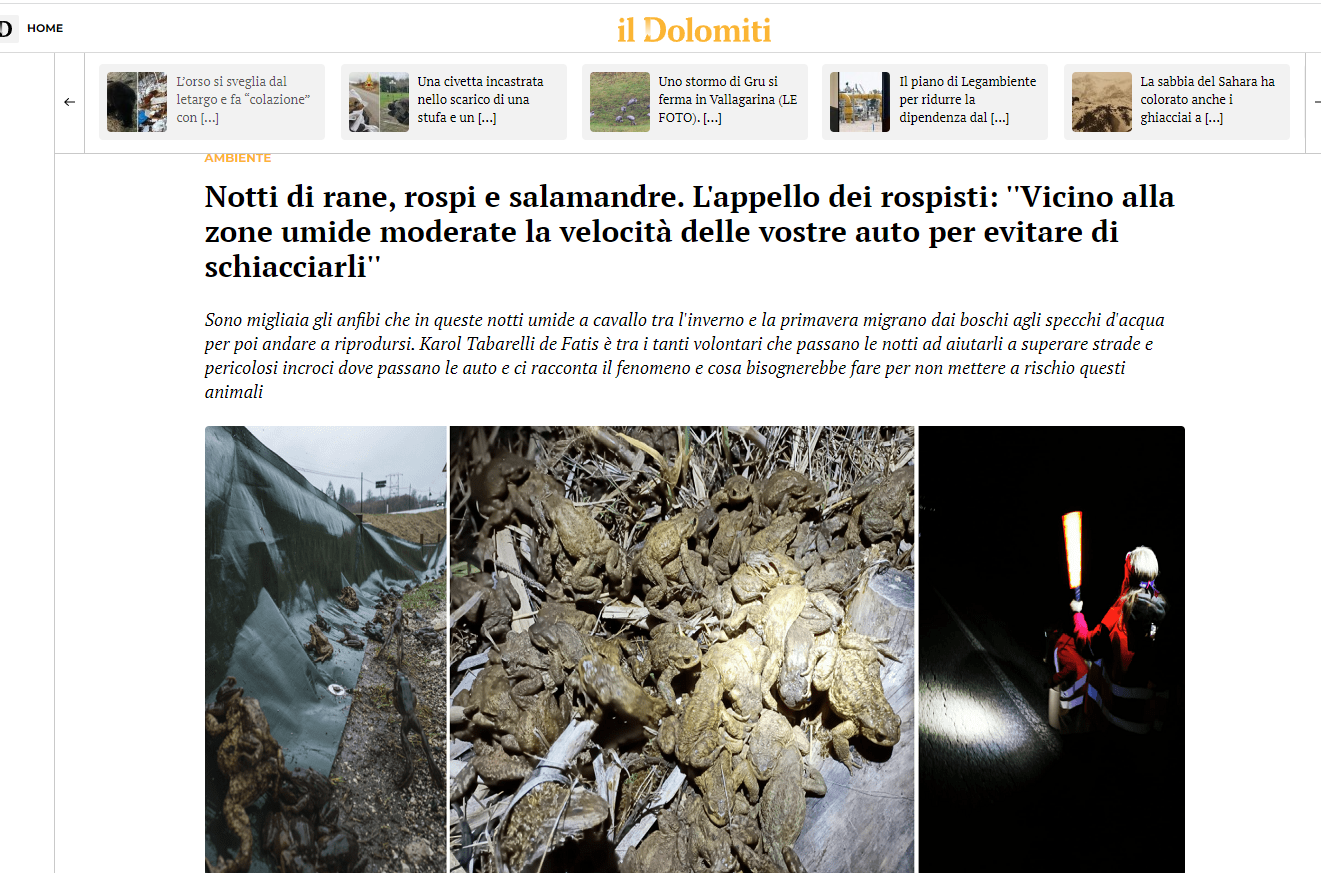 D HOME
il Dolomiti
L'orso si sveglia dal
letargo e fa “colazione”
con [...]
Una civetta incastrata
nello scarico di una
stufa e un [...]
Uno stormo di Gru si
ferma in Vallagarina (LE
FOTO). [...]
Il piano di Legambiente
per ridurre la
dipendenza dal [...]
La sabbia del Sahara ha
colorato anche i
ghiacciai a [...]
AMBIENTE
Notti di rane, rospi e salamandre. L'appello dei rospisti: ''Vicino alla
zone umide moderate la velocità delle vostre auto per evitare di
schiacciarli''
Sono migliaia gli anfibi che in queste notti umide a cavallo tra l'inverno e la primavera migrano dai boschi agli specchi d'acqua
per poi andare a riprodursi. Karol Tabarelli de Fatis è tra i tanti volontari che passano le notti ad aiutarli a superare strade e
pericolosi incroci dove passano le auto e ci racconta il fenomeno e cosa bisognerebbe fare per non mettere a rischio questi
animali